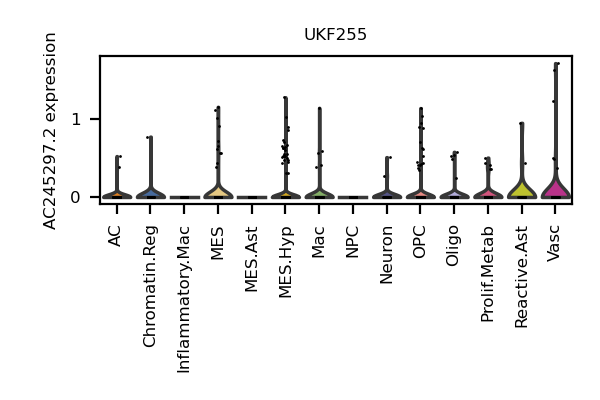 UKF255
AC245297.2 expression
1
0
AC
Chromatin.Reg
Inflammatory.Mac
MES
MES.Ast
MES.Hyp
Mac
NPC
Neuron
OPC
Oligo
Prolif.Metab
Reactive.Ast
Vasc